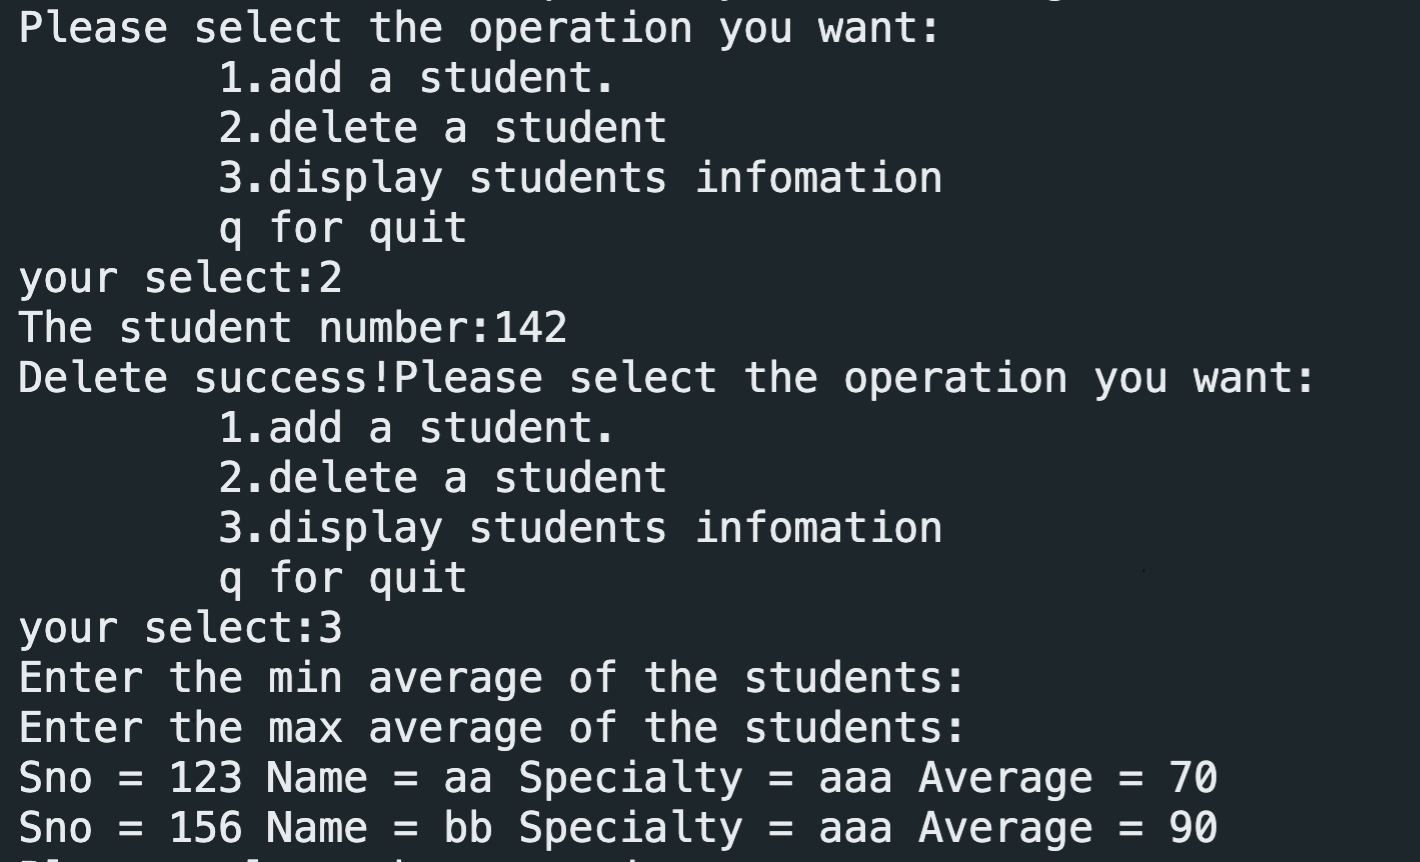 Please select the operation you want:
1.add a student.
2.delete a student
3.display students infomation
q for quit
your select:2
The student number:142
Delete success!Please select the operation you want:
1.add a student.
2.delete a student
3.display students infomation
q for quit
your select:3
Enter the min average of the students:
Enter the max average of the students:
Sno = 123 Name = aa Specialty = aaa Average = 70
Sno = 156 Name = bb Specialty = aaa Average = 90